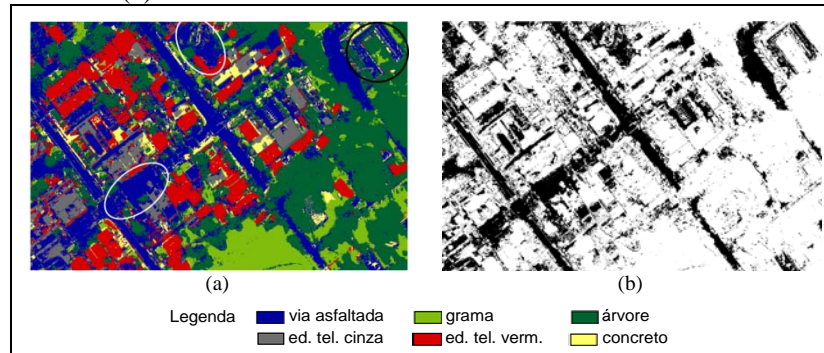 (a)
(b)
Legenda
via asfaltada
grama
árvore
ed. tel. cinza
ed. tel. verm.
concreto